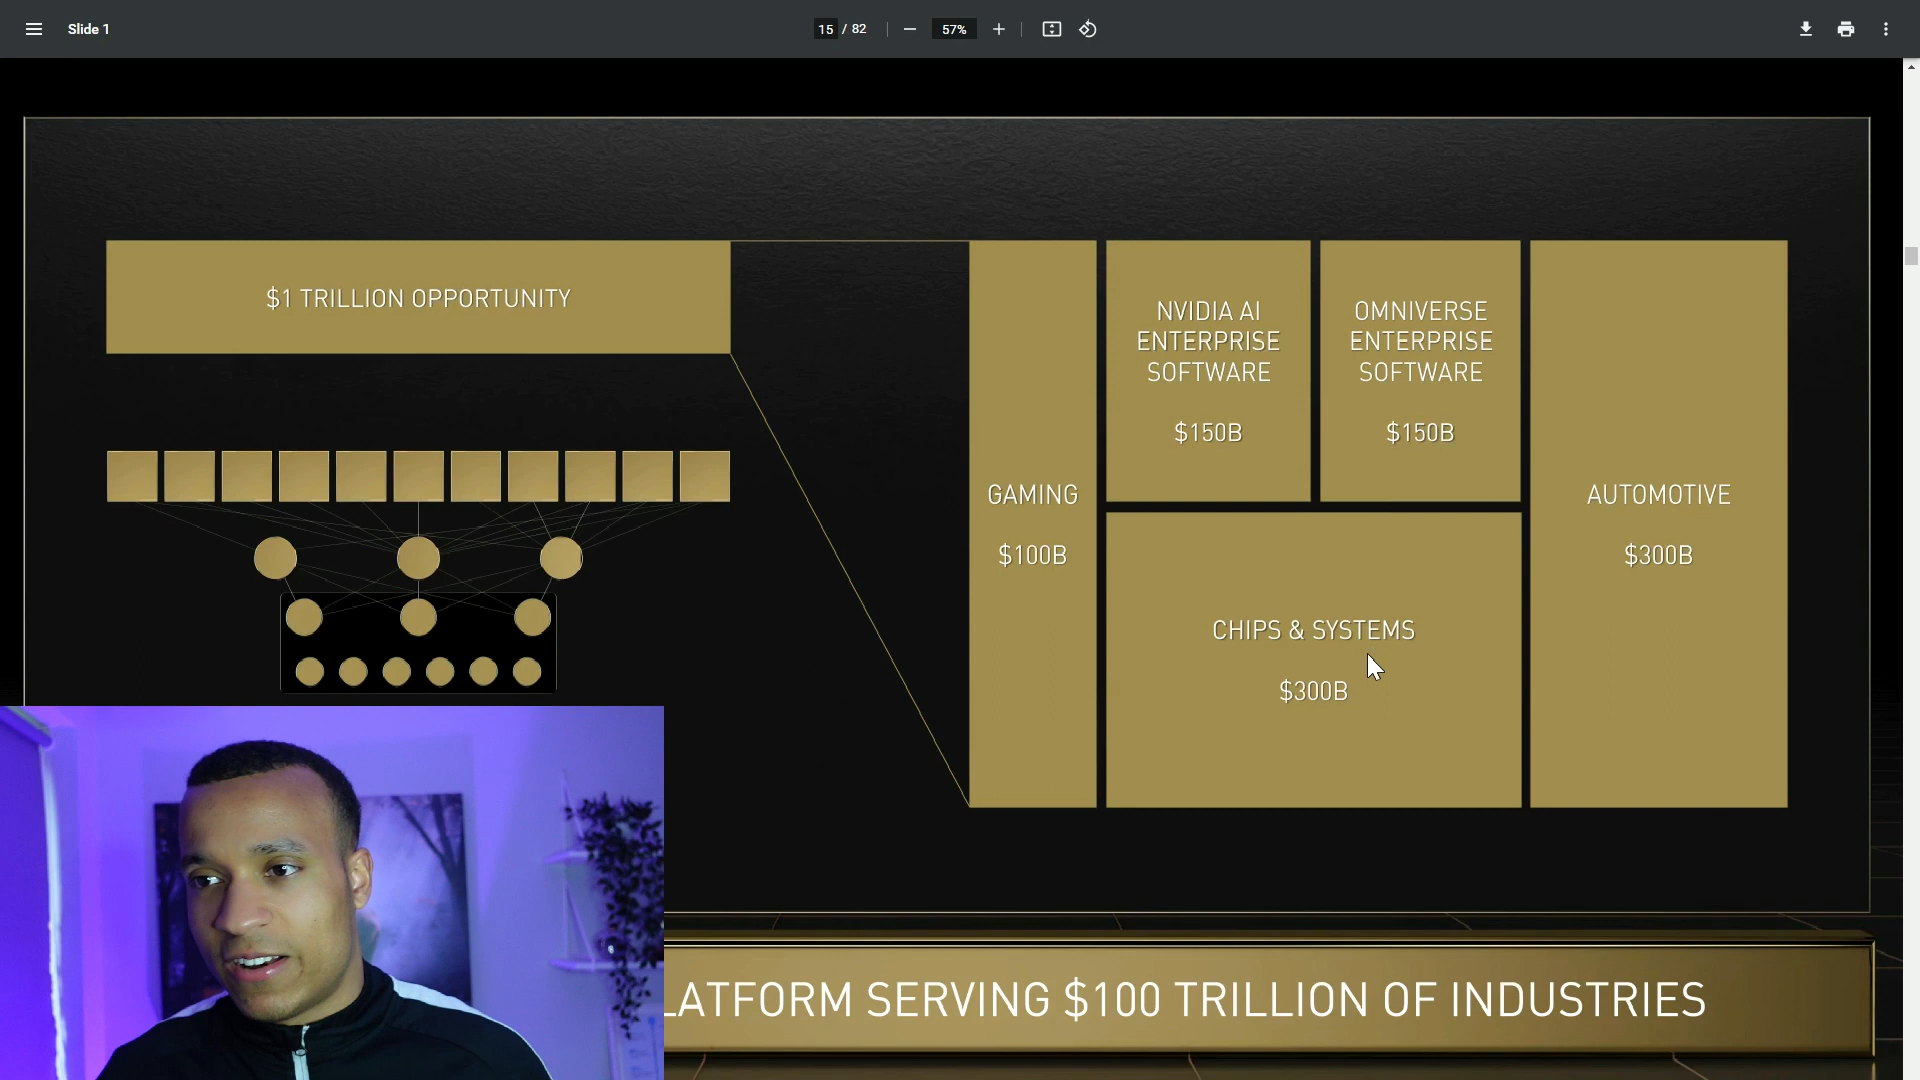 Slide 1
15 / 82
57%
$1 TRILLION OPPORTUNITY
GAMING
$100B
NVIDIA AI
ENTERPRISE
SOFTWARE
$150B
OMNIVERSE
ENTERPRISE
SOFTWARE
$150B
CHIPS & SYSTEMS
$300B
AUTOMOTIVE
$300B
LATFORM SERVING $100 TRILLION OF INDUSTRIES